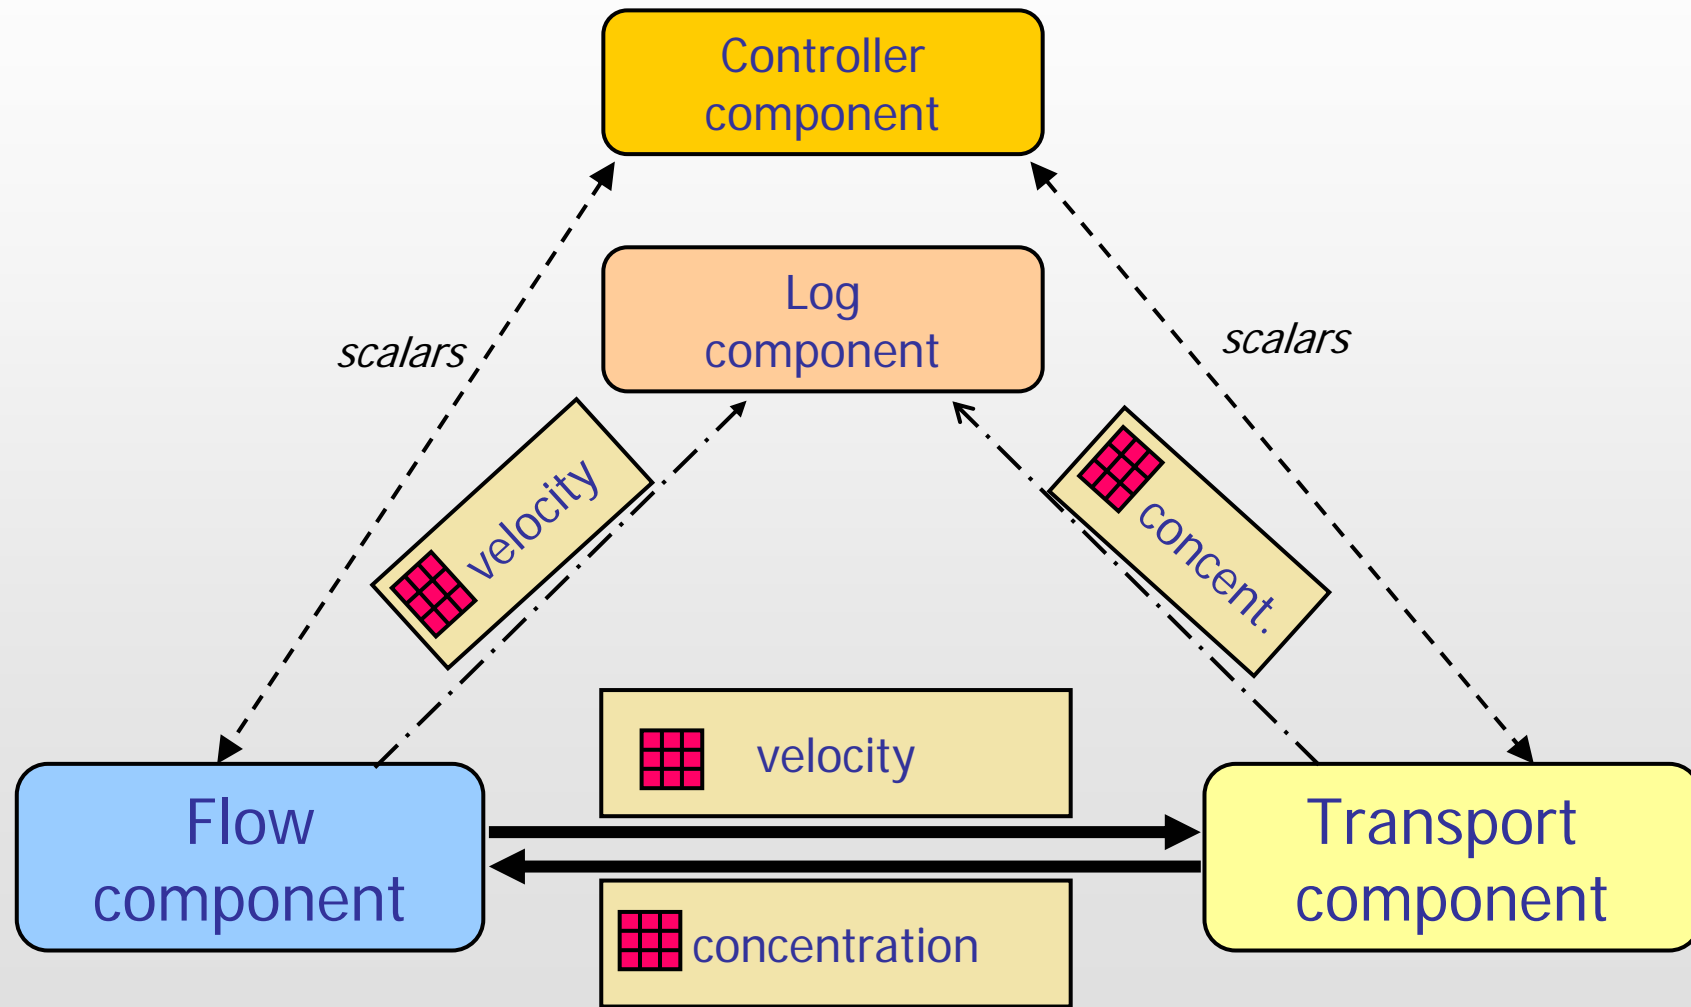 Controller
component
Log
component
scalars
scalars
velocity
concent.
velocity
Flow
component
Transport
component
concentration